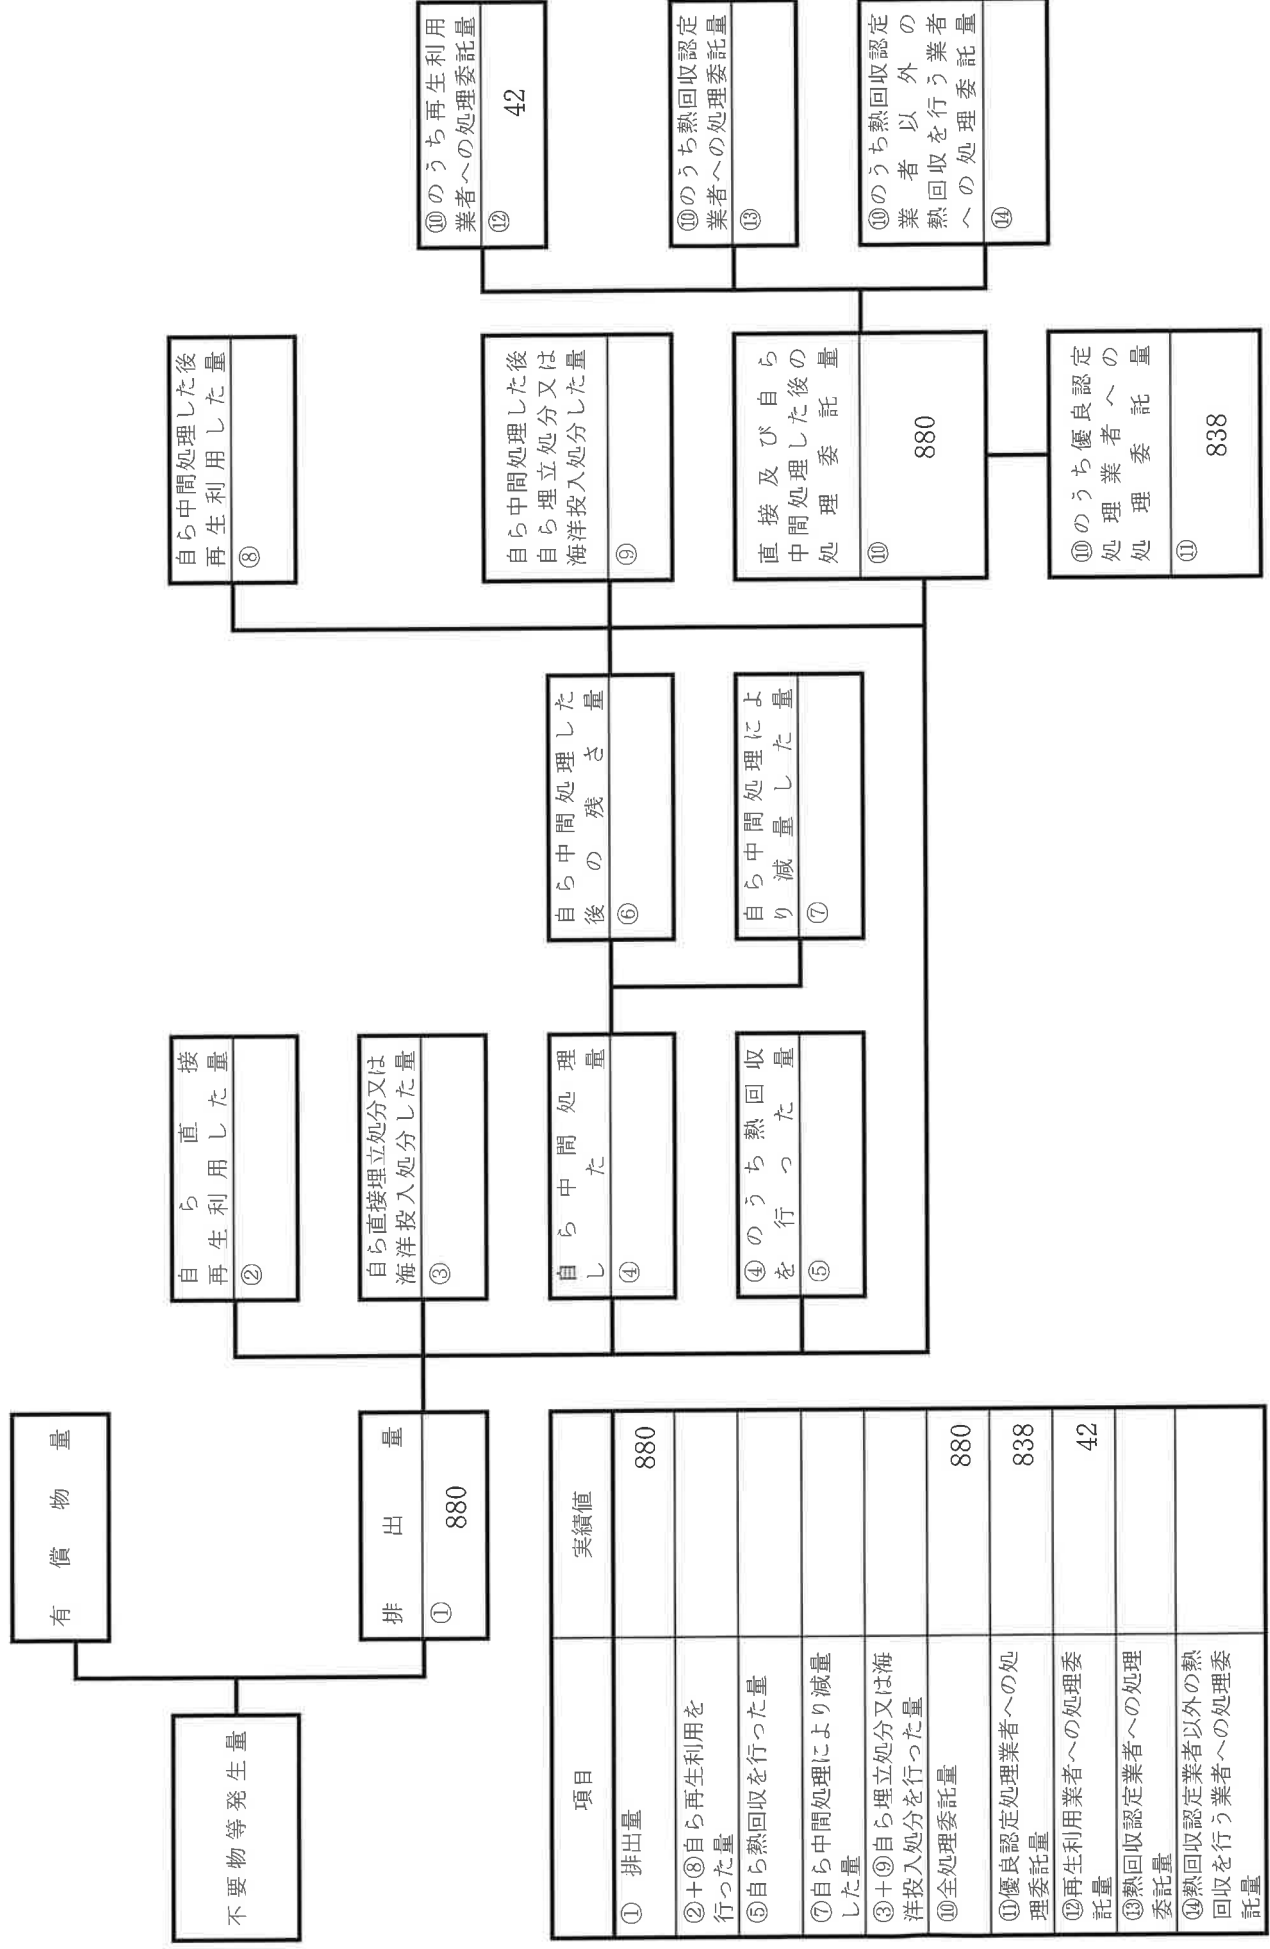 不要物等発生量
有償物量
排出量
①
880
自ら直接
再生利用した量
②
自ら直接埋立処分又は
海洋投入処分した量
③
自ら中間処理
した量
④
④のうち熱回収
を行った量
⑤
自ら中間処理した
後の残さ量
⑥
自ら中間処理によ
り減量した量
⑦
自ら中間処理した後
再生利用した量
⑧
自ら中間処理した後
自ら埋立処分又は
海洋投入処分した量
⑨
直接及び自ら
中間処理した後の
処理委託量
⑩
880
⑩のうち優良認定
処理業者への
処理委託量
⑪
838
⑩のうち再生利用
業者への処理委託量
⑫
42
⑩のうち熱回収認定
業者への処理委託量
⑬
⑩のうち熱回収認定
業者以外の
熱回収を行う業者
への処理委託量
⑭
項目 実績値
① 排出量 880
②+⑧自ら再生利用を
行った量
⑤自ら熱回収を行った量
⑦自ら中間処理により減量
した量
③+⑨自ら埋立処分又は海
洋投入処分を行った量
⑩全処理委託量 880
⑪優良認定処理業者への処
理委託量 838
⑫再生利用業者への処理委
託量 42
⑬熱回収認定業者への処理
委託量
⑭熱回収認定業者以外の熱
回収を行う業者への処理委
託量